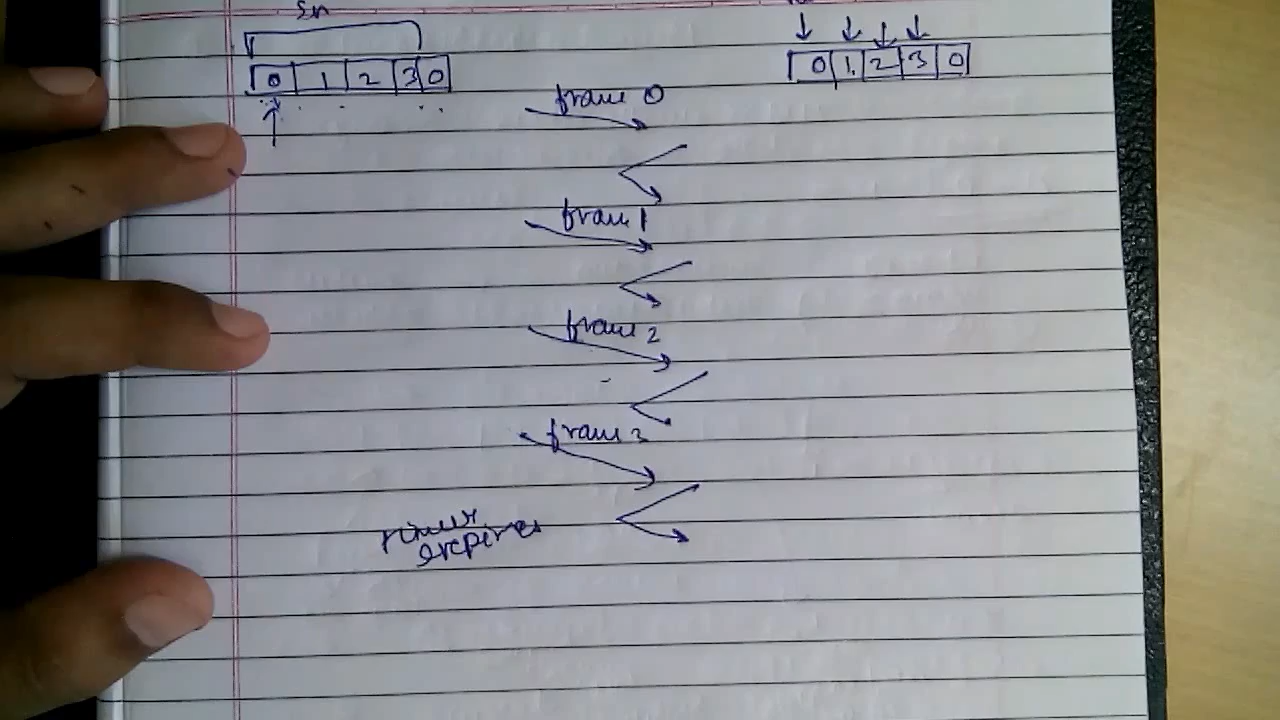 Sn
0 1 2 3 0
0 1 2 3 0
frame 0
frame 1
frame 2
frame 3
timer
expires